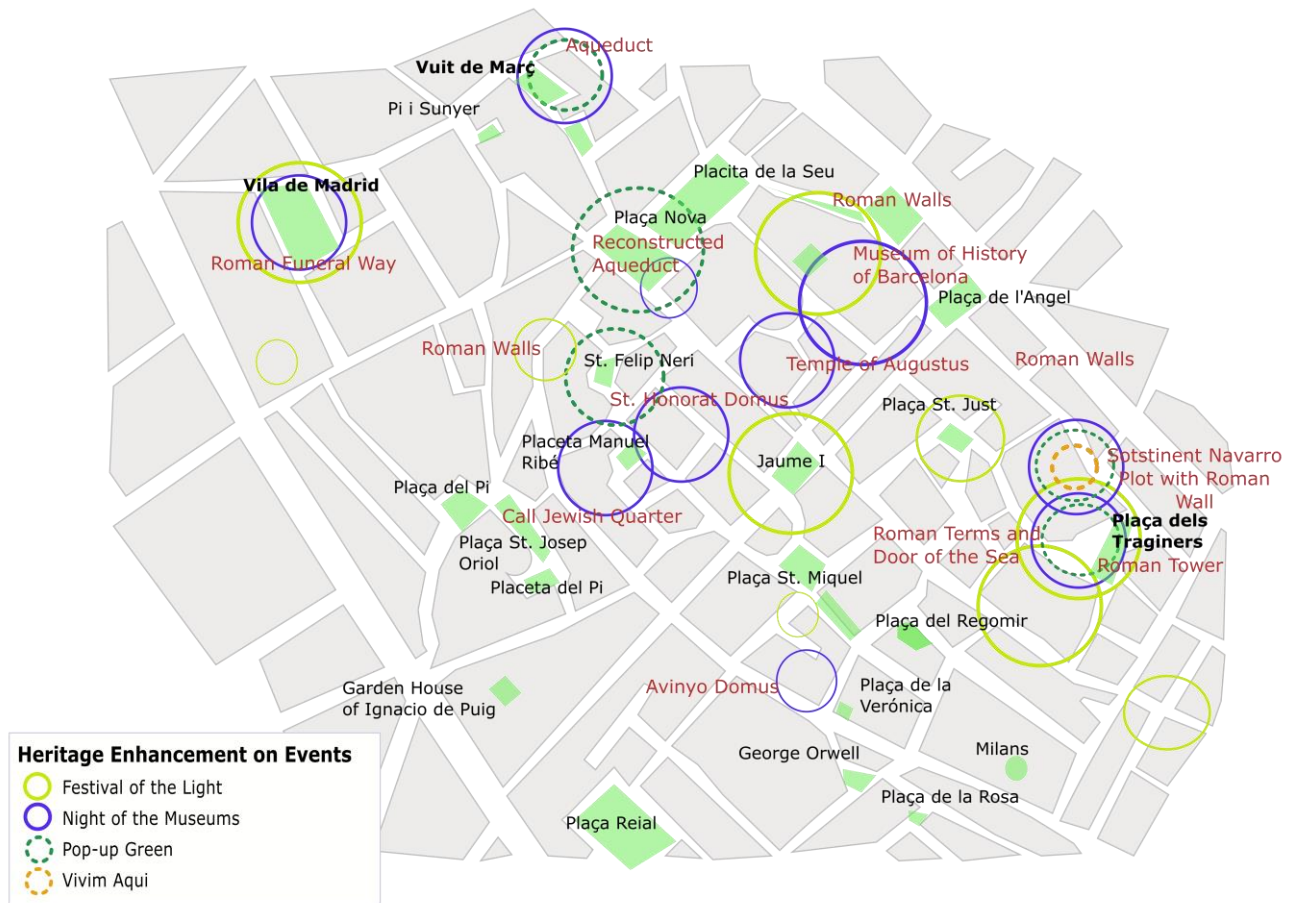 Aqueduct
Vuit de Març
Pi i Sunyer
Placita de la Seu
Vila de Madrid
Roman Walls
Plaça Nova
Reconstructed
Aqueduct
Museum of History
of Barcelona
Roman Funeral Way
Plaça de l'Angel
Roman Walls
St. Felip Neri
Temple of Augustus
Roman Walls
St. Honorat Domus
Plaça St. Just
Placeta Manuel
Ribé
Jaume I
Sotstinent Navarro
Plot with Roman
Wall
Plaça del Pi
Call Jewish Quarter
Plaça dels
Traginers
Roman Terms and
Door of the Sea
Plaça St. Josep
Oriol
Roman Tower
Placeta del Pi
Plaça St. Miquel
Plaça del Regomir
Garden House
of Ignacio de Puig
Avinyo Domus
Plaça de la
Verónica
George Orwell
Milans
Plaça de la Rosa
Plaça Reial
Heritage Enhancement on Events
Festival of the Light
Night of the Museums
Pop-up Green
Vivim Aqui